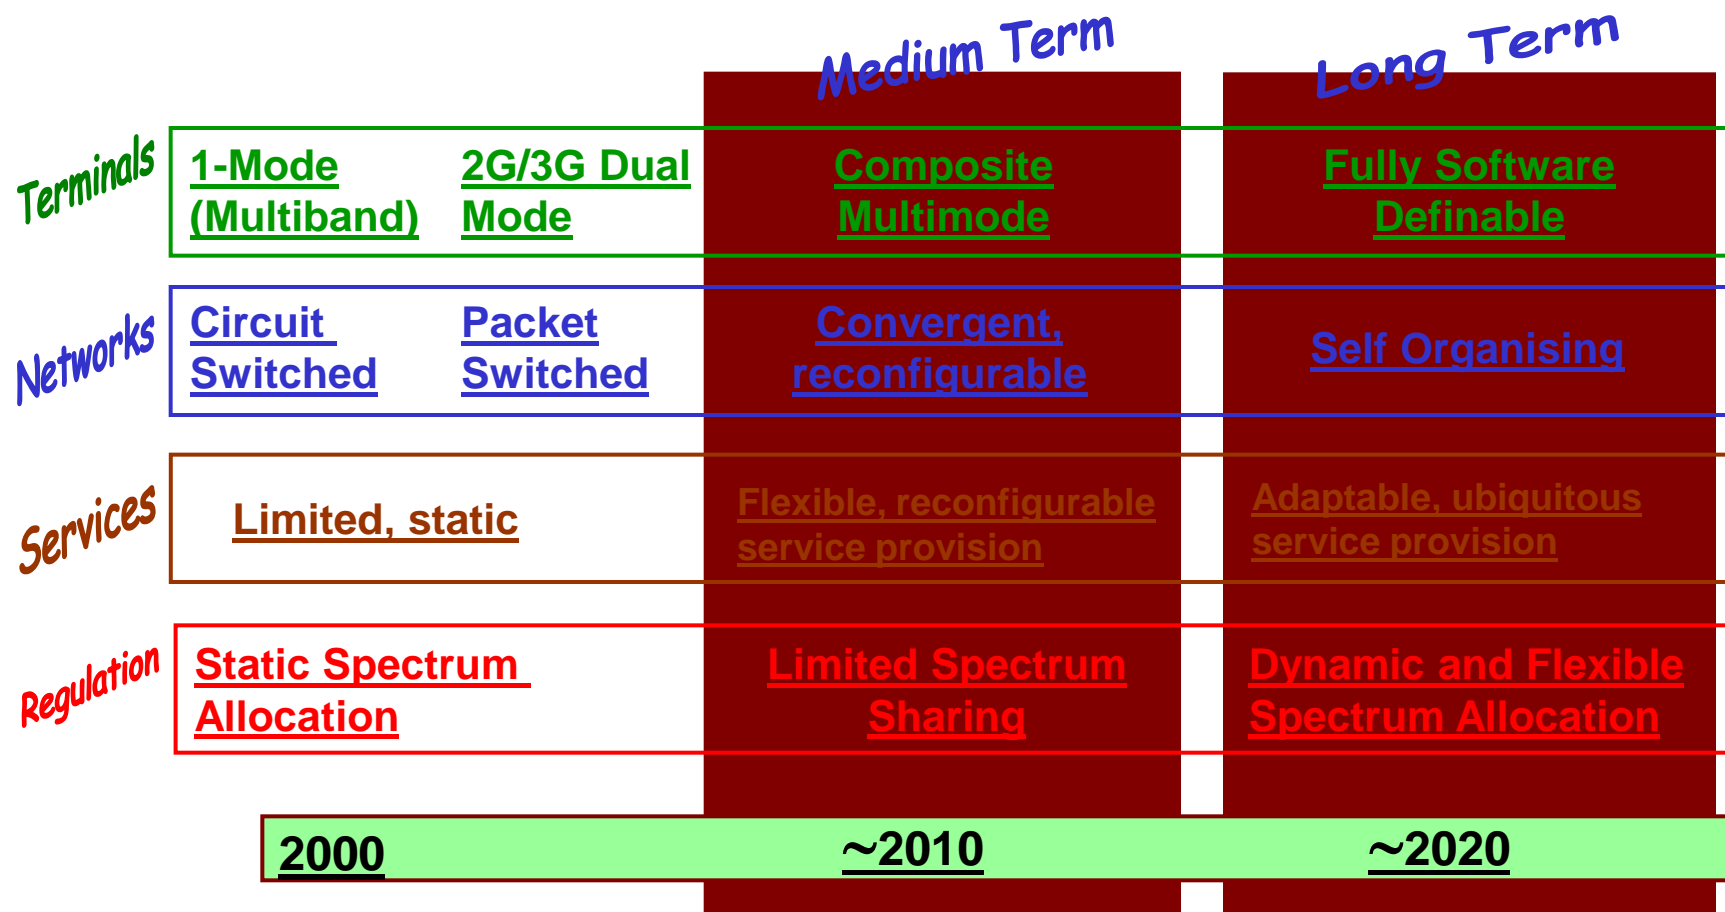 Medium Term
Long Term
Terminals
1-Mode
(Multiband)
2G/3G Dual
Mode
Composite
Multimode
Fully Software
Definable
Networks
Circuit
Switched
Packet
Switched
Convergent,
reconfigurable
Self Organising
Services
Limited, static
Flexible, reconfigurable
service provision
Adaptable, ubiquitous
service provision
Regulation
Static Spectrum
Allocation
Limited Spectrum
Sharing
Dynamic and Flexible
Spectrum Allocation
2000
~2010
~2020